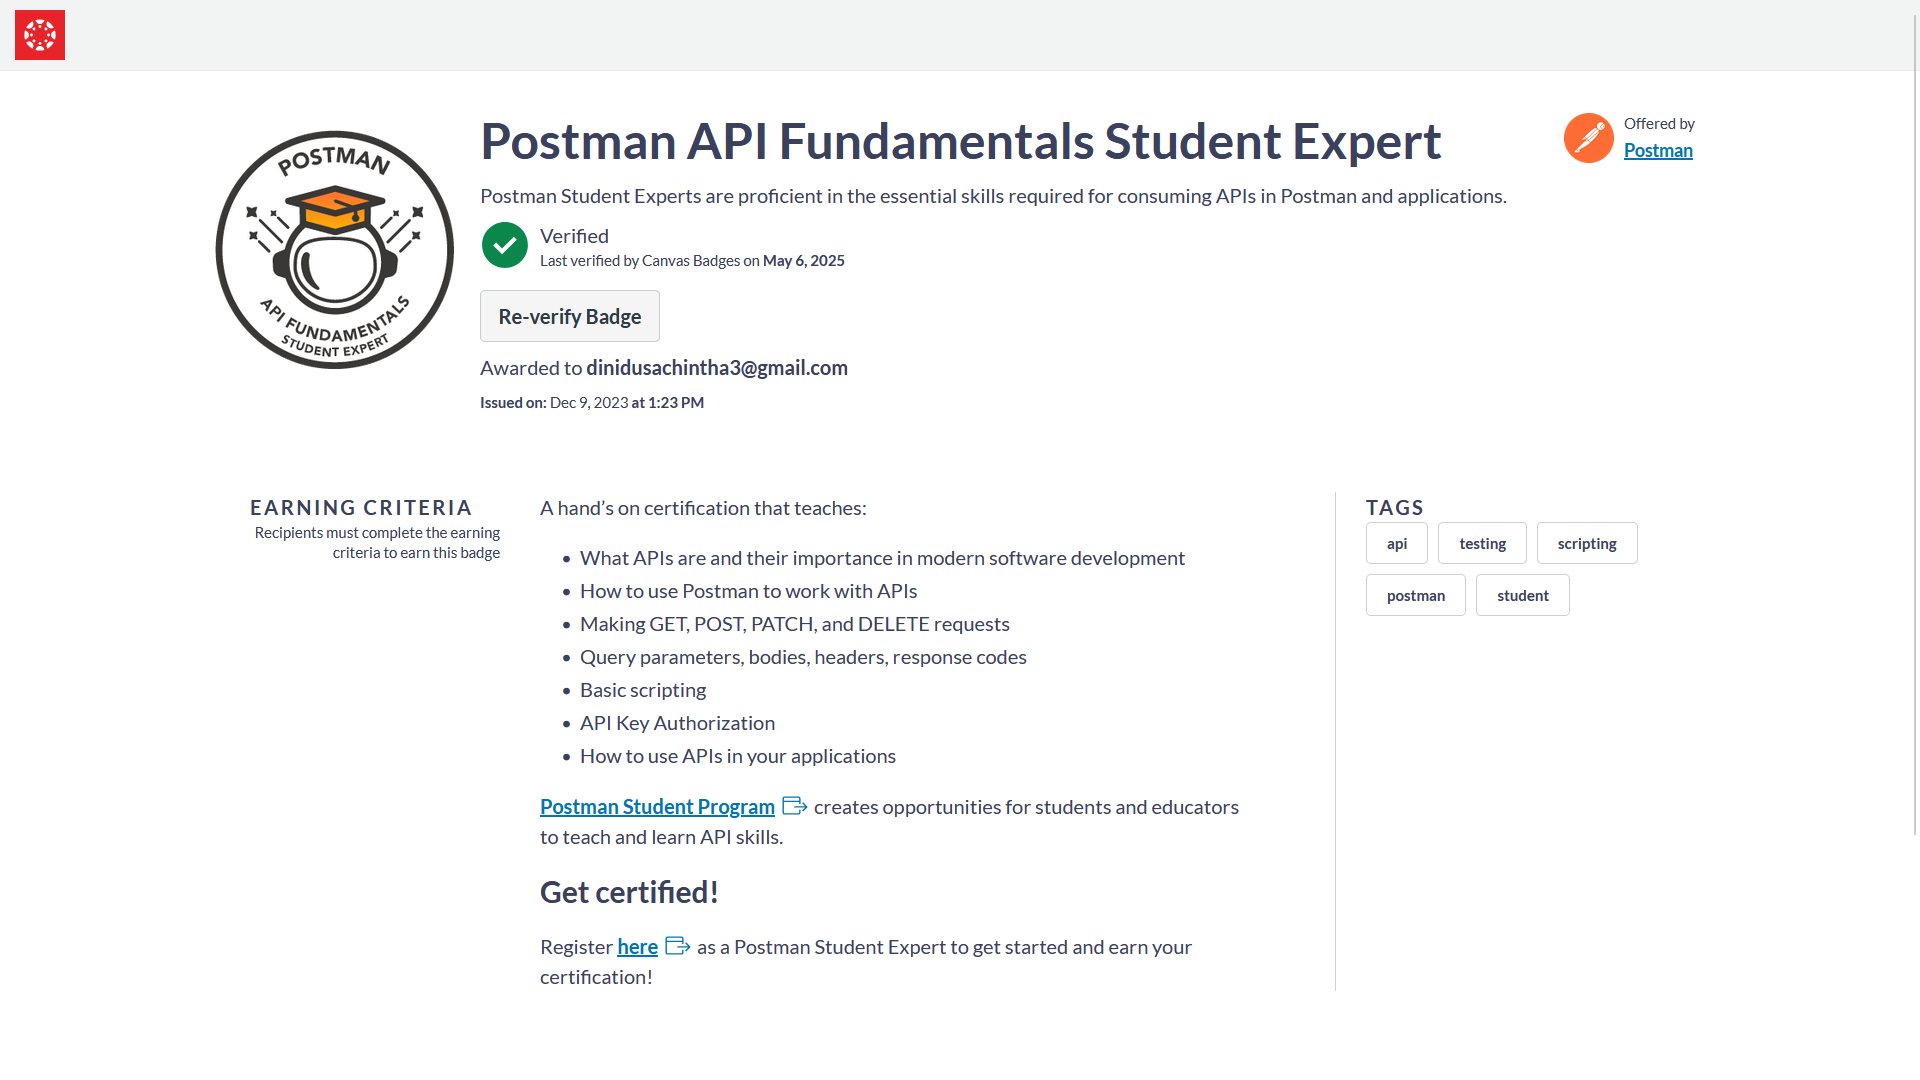 POSTMAN
API FUNDAMENTALS
STUDENT EXPERT
Postman API Fundamentals Student Expert
Postman Student Experts are proficient in the essential skills required for consuming APIs in Postman and applications.
Verified
Last verified by Canvas Badges on May 6, 2025
Re-verify Badge
Awarded to dinidusachintha3@gmail.com
Issued on: Dec 9, 2023 at 1:23 PM
Offered by
Postman
EARNING CRITERIA
Recipients must complete the earning
criteria to earn this badge
A hand’s on certification that teaches:
• What APIs are and their importance in modern software development
• How to use Postman to work with APIs
• Making GET, POST, PATCH, and DELETE requests
• Query parameters, bodies, headers, response codes
• Basic scripting
• API Key Authorization
• How to use APIs in your applications
Postman Student Program creates opportunities for students and educators
to teach and learn API skills.
Get certified!
Register here as a Postman Student Expert to get started and earn your
certification!
TAGS
api testing scripting
postman student